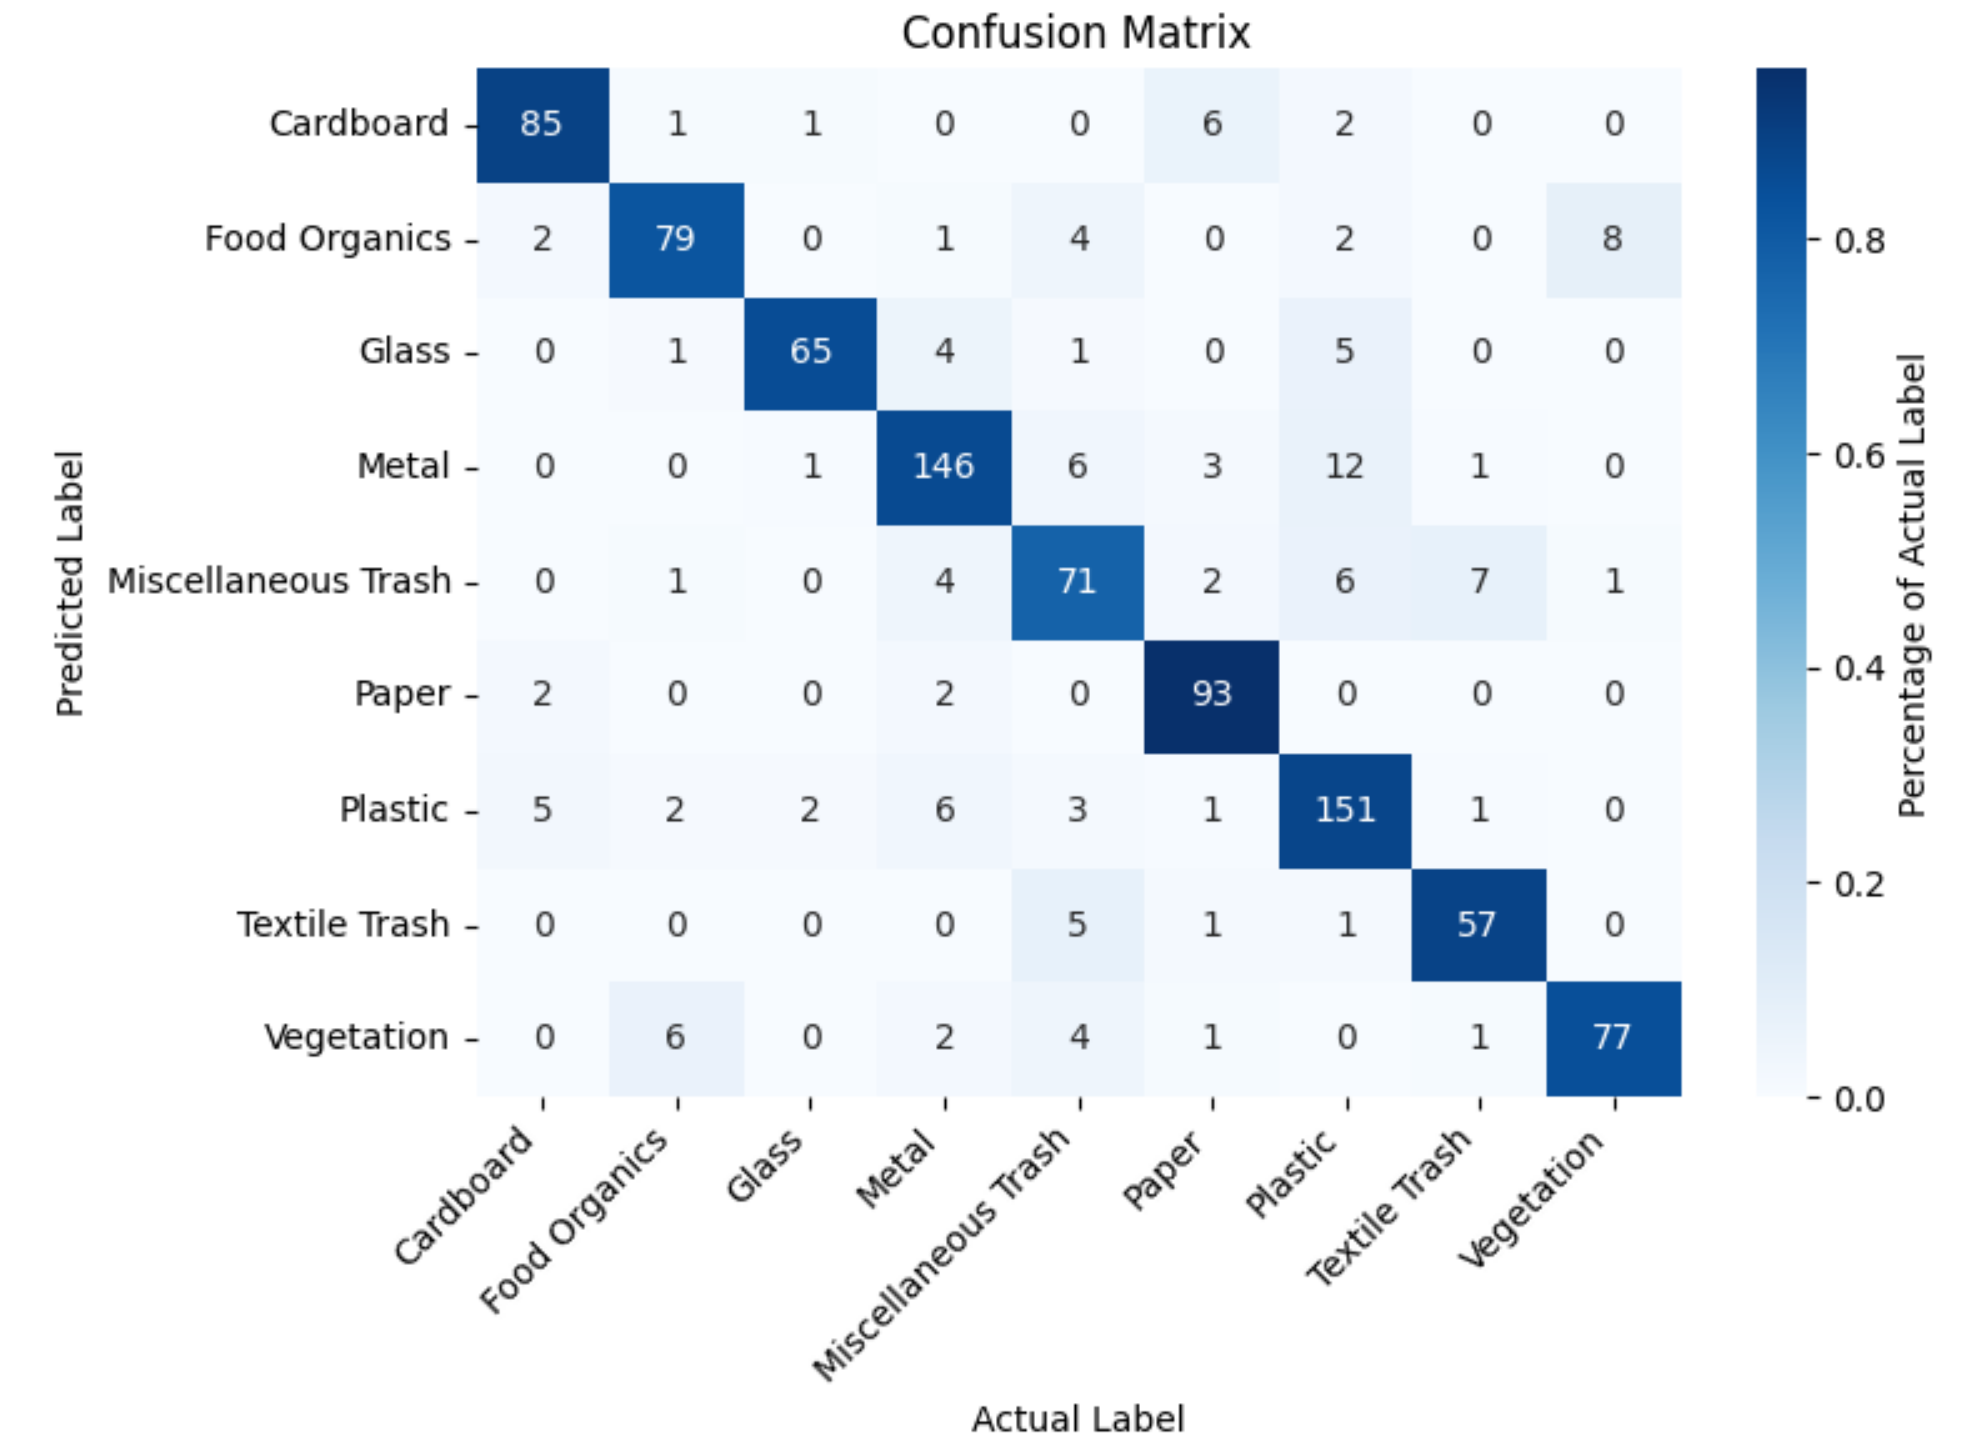 Confusion Matrix
Cardboard 85 1 1 0 0 6 2 0 0
Food Organics 2 79 0 1 4 0 2 0 8
Glass 0 1 65 4 1 0 5 0 0
Metal 0 0 1 146 6 3 12 1 0
Miscellaneous Trash 0 1 0 4 71 2 6 7 1
Paper 2 0 0 2 0 93 0 0 0
Plastic 5 2 2 6 3 1 151 1 0
Textile Trash 0 0 0 0 5 1 1 57 0
Vegetation 0 6 0 2 4 1 0 1 77
Predicted Label
Cardboard
Food Organics
Glass
Metal
Miscellaneous Trash
Paper
Plastic
Textile Trash
Vegetation
Actual Label
0.8
0.6
0.4
0.2
0.0
Percentage of Actual Label